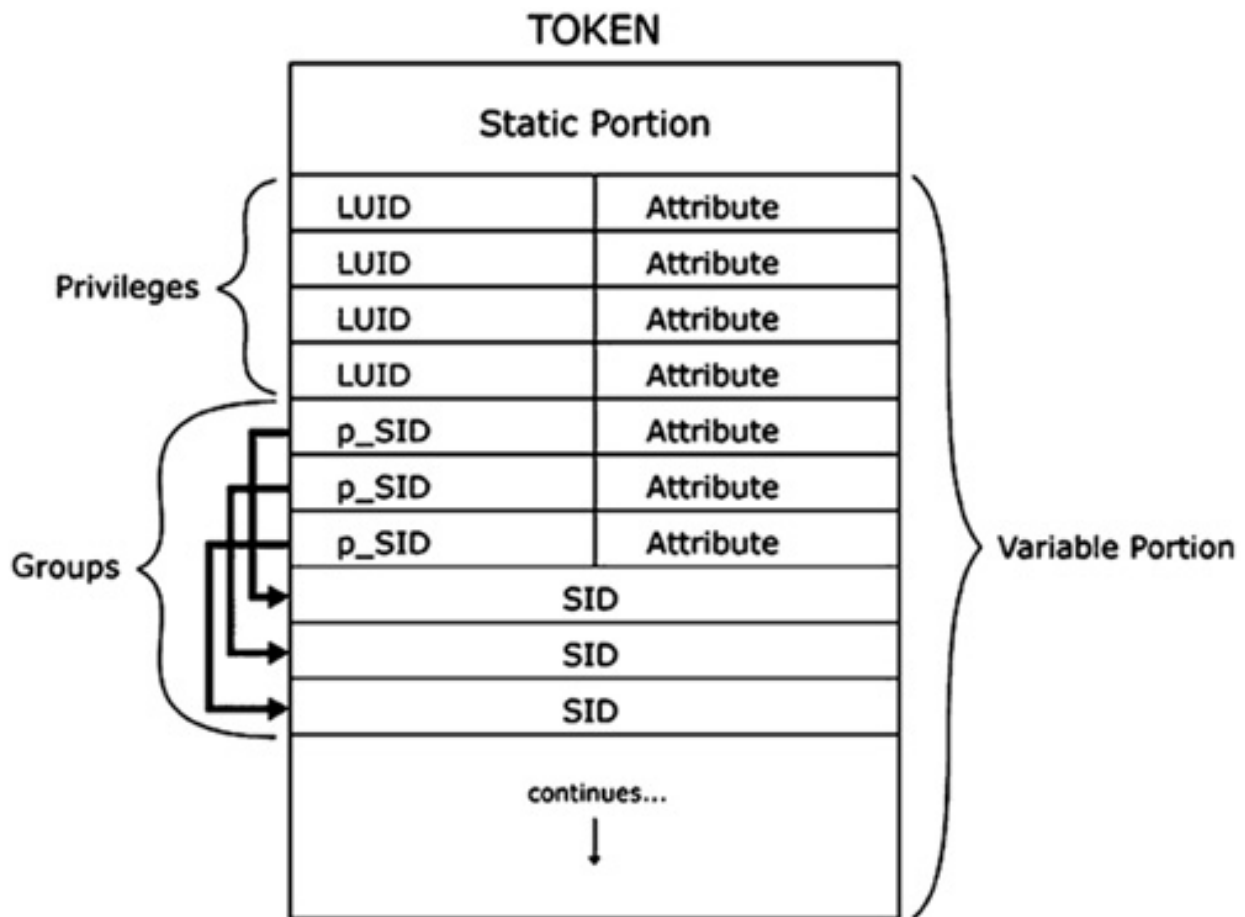 TOKEN
Static Portion
LUID Attribute
LUID Attribute
Privileges
LUID Attribute
LUID Attribute
p_SID Attribute
p_SID Attribute
p_SID Attribute
Groups
Variable Portion
SID
SID
SID
continues...